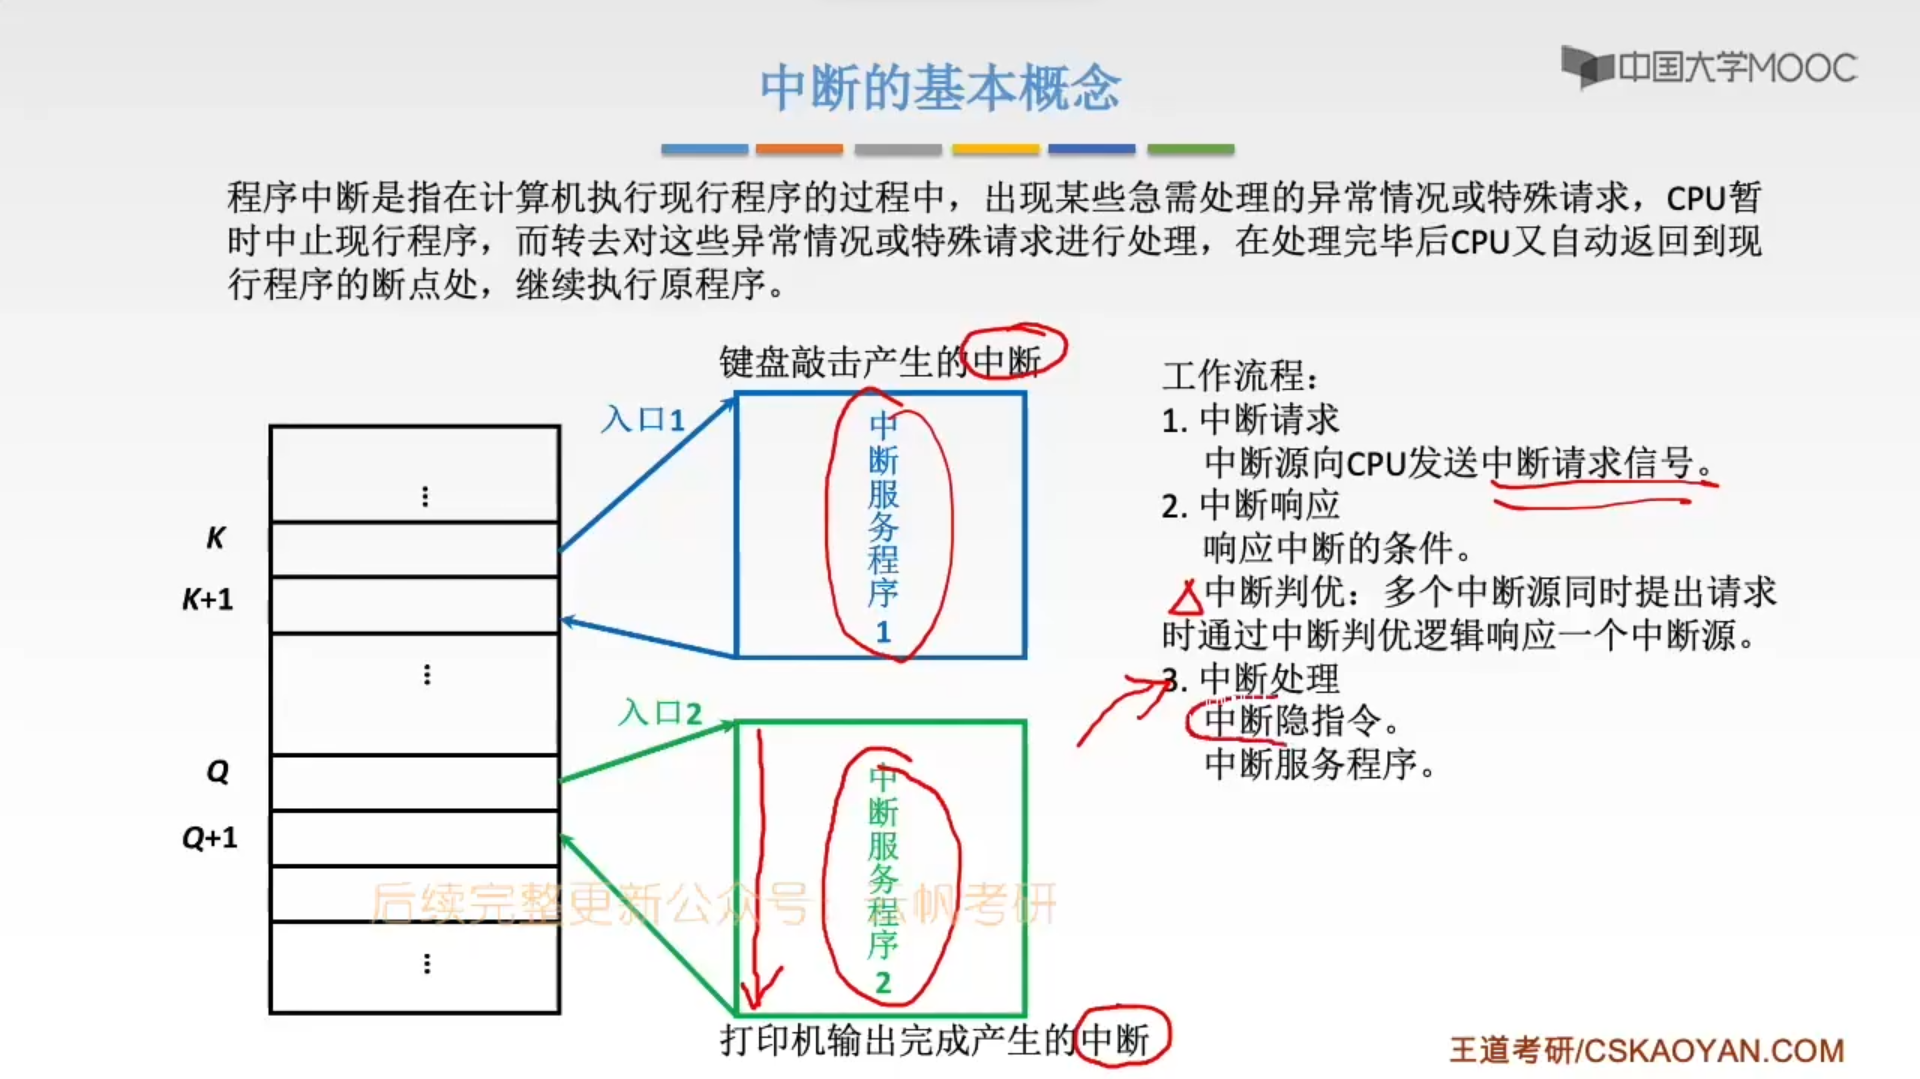 中国大学MOOC
中断的基本概念
程序中断是指在计算机执行现行程序的过程中，出现某些急需处理的异常情况或特殊请求，CPU暂
时中止现行程序，而转去对这些异常情况或特殊请求进行处理，在处理完毕后CPU又自动返回到现
行程序的断点处，继续执行原程序。
键盘敲击产生的中断
入口1
中断服务程序1
K
K+1
⋮
⋮
入口2
中断服务程序2
Q
Q+1
⋮
打印机输出完成产生的中断
工作流程：
1. 中断请求
中断源向CPU发送中断请求信号。
2. 中断响应
响应中断的条件。
中断判优：多个中断源同时提出请求
时通过中断判优逻辑响应一个中断源。
3. 中断处理
中断隐指令。
中断服务程序。
后续完整更新公众号：云帆考研
王道考研/CSKAOYAN.COM